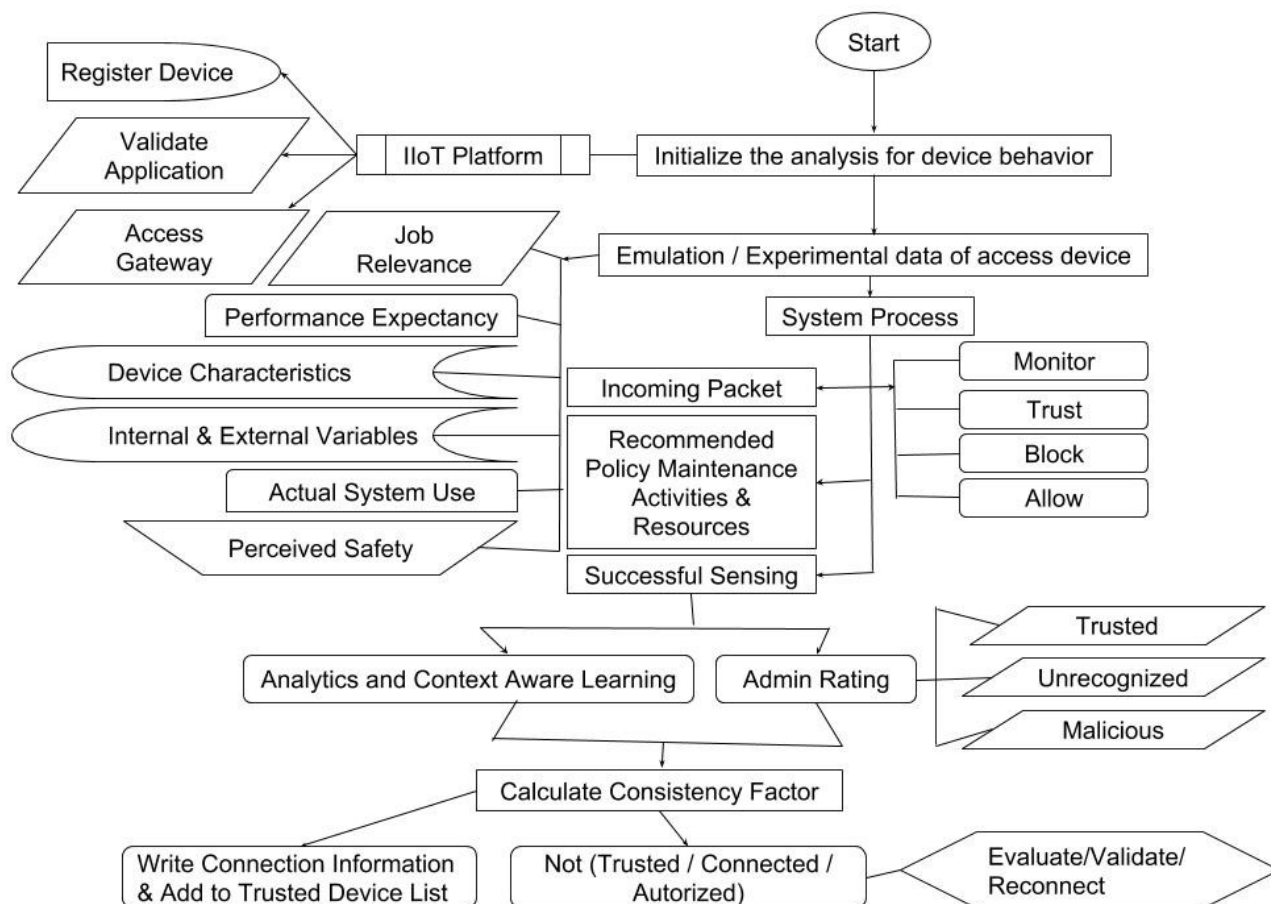 Start
Register Device
Validate
Application
IIoT Platform
Initialize the analysis for device behavior
Access
Gateway
Job
Relevance
Emulation / Experimental data of access device
Performance Expectancy
System Process
Device Characteristics
Incoming Packet
Monitor
Trust
Internal & External Variables
Recommended
Policy Maintenance
Activities &
Resources
Block
Actual System Use
Allow
Perceived Safety
Successful Sensing
Trusted
Analytics and Context Aware Learning
Admin Rating
Unrecognized
Malicious
Calculate Consistency Factor
Write Connection Information
& Add to Trusted Device List
Not (Trusted / Connected /
Autorized)
Evaluate/Validate/
Reconnect